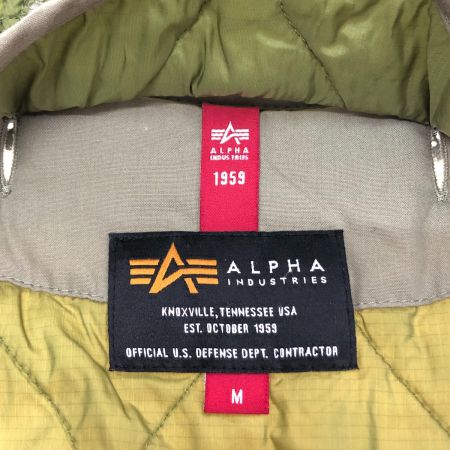 ALPHA
INDUSTRIES
1959
ALPHA
INDUSTRIES
KNOXVILLE, TENNESSEE USA
EST. OCTOBER 1959
OFFICIAL U.S. DEFENSE DEPT. CONTRACTOR
M